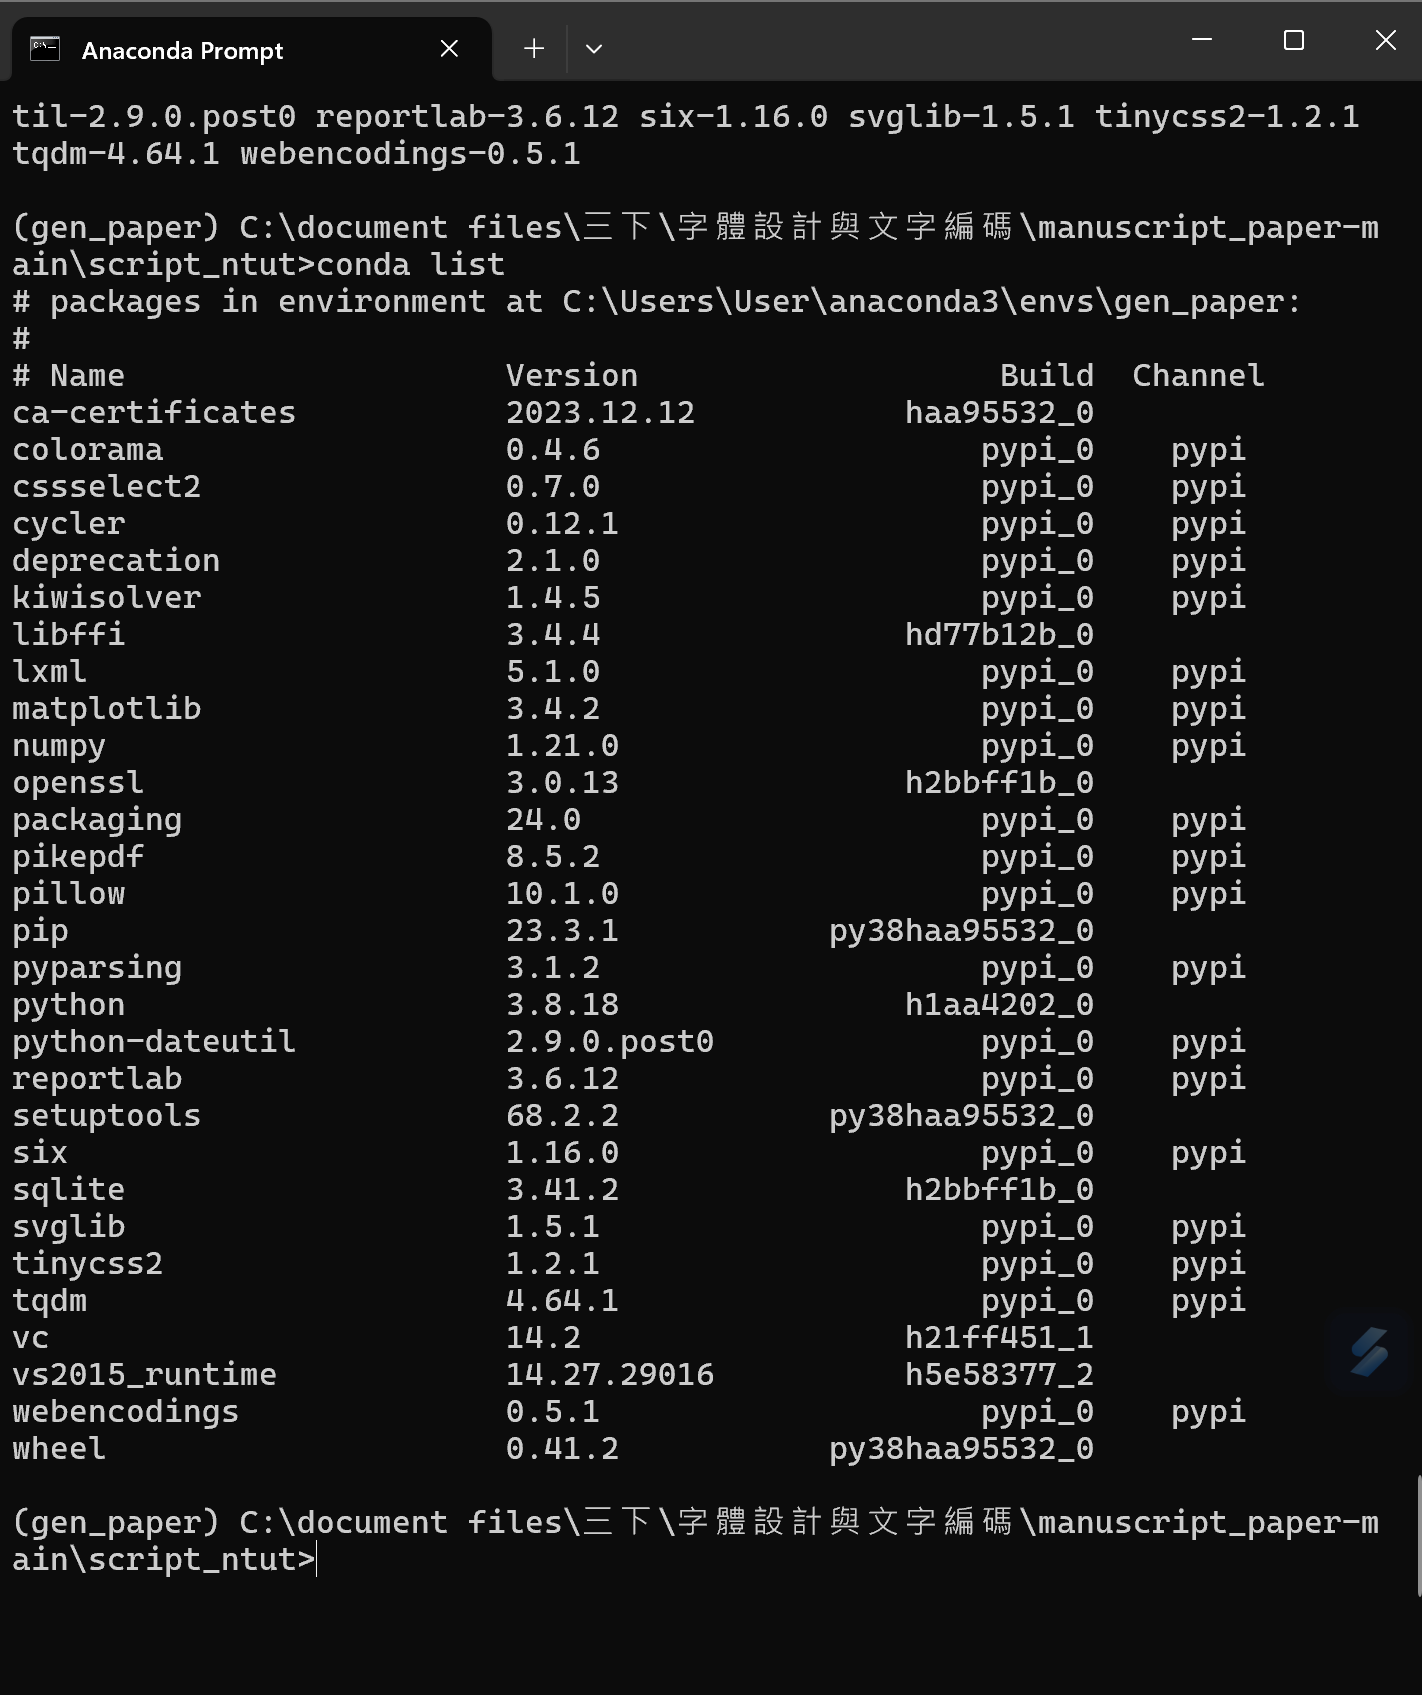 Anaconda Prompt
til-2.9.0.post0 reportlab-3.6.12 six-1.16.0 svglib-1.5.1 tinycss2-1.2.1
tqdm-4.64.1 webencodings-0.5.1
(gen_paper) C:\document files\三下\字體設計與文字編碼\manuscript_paper-m
ain\script_ntut>conda list
# packages in environment at C:\Users\User\anaconda3\envs\gen_paper:
#
# Name Version Build Channel
ca-certificates 2023.12.12 haa95532_0
colorama 0.4.6 pypi_0 pypi
cssselect2 0.7.0 pypi_0 pypi
cycler 0.12.1 pypi_0 pypi
deprecation 2.1.0 pypi_0 pypi
kiwisolver 1.4.5 pypi_0 pypi
libffi 3.4.4 hd77b12b_0
lxml 5.1.0 pypi_0 pypi
matplotlib 3.4.2 pypi_0 pypi
numpy 1.21.0 pypi_0 pypi
openssl 3.0.13 h2bbff1b_0
packaging 24.0 pypi_0 pypi
pikepdf 8.5.2 pypi_0 pypi
pillow 10.1.0 pypi_0 pypi
pip 23.3.1 py38haa95532_0
pyparsing 3.1.2 pypi_0 pypi
python 3.8.18 h1aa4202_0
python-dateutil 2.9.0.post0 pypi_0 pypi
reportlab 3.6.12 pypi_0 pypi
setuptools 68.2.2 py38haa95532_0
six 1.16.0 pypi_0 pypi
sqlite 3.41.2 h2bbff1b_0
svglib 1.5.1 pypi_0 pypi
tinycss2 1.2.1 pypi_0 pypi
tqdm 4.64.1 pypi_0 pypi
vc 14.2 h21ff451_1
vs2015_runtime 14.27.29016 h5e58377_2
webencodings 0.5.1 pypi_0 pypi
wheel 0.41.2 py38haa95532_0
(gen_paper) C:\document files\三下\字體設計與文字編碼\manuscript_paper-m
ain\script_ntut>